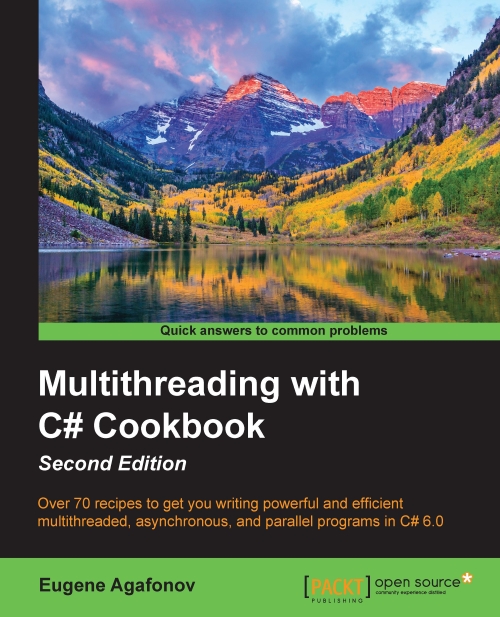 Quick answers to common problems
Multithreading with
C# Cookbook
Second Edition
Over 70 recipes to get you writing powerful and efficient
multithreaded, asynchronous, and parallel programs in C# 6.0
Eugene Agafonov
[PACKT]
PUBLISHING
open source*
community experience distilled